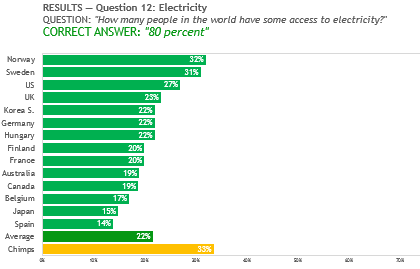 RESULTS — Question 12: Electricity
QUESTION: "How many people in the world have some access to electricity?"
CORRECT ANSWER: "80 percent"
Norway 32%
Sweden 31%
US 27%
UK 23%
Korea S. 22%
Germany 22%
Hungary 22%
Finland 20%
France 20%
Australia 19%
Canada 19%
Belgium 17%
Japan 15%
Spain 14%
Average 22%
Chimps 33%
0% 10% 20% 30% 40% 50% 60% 70%